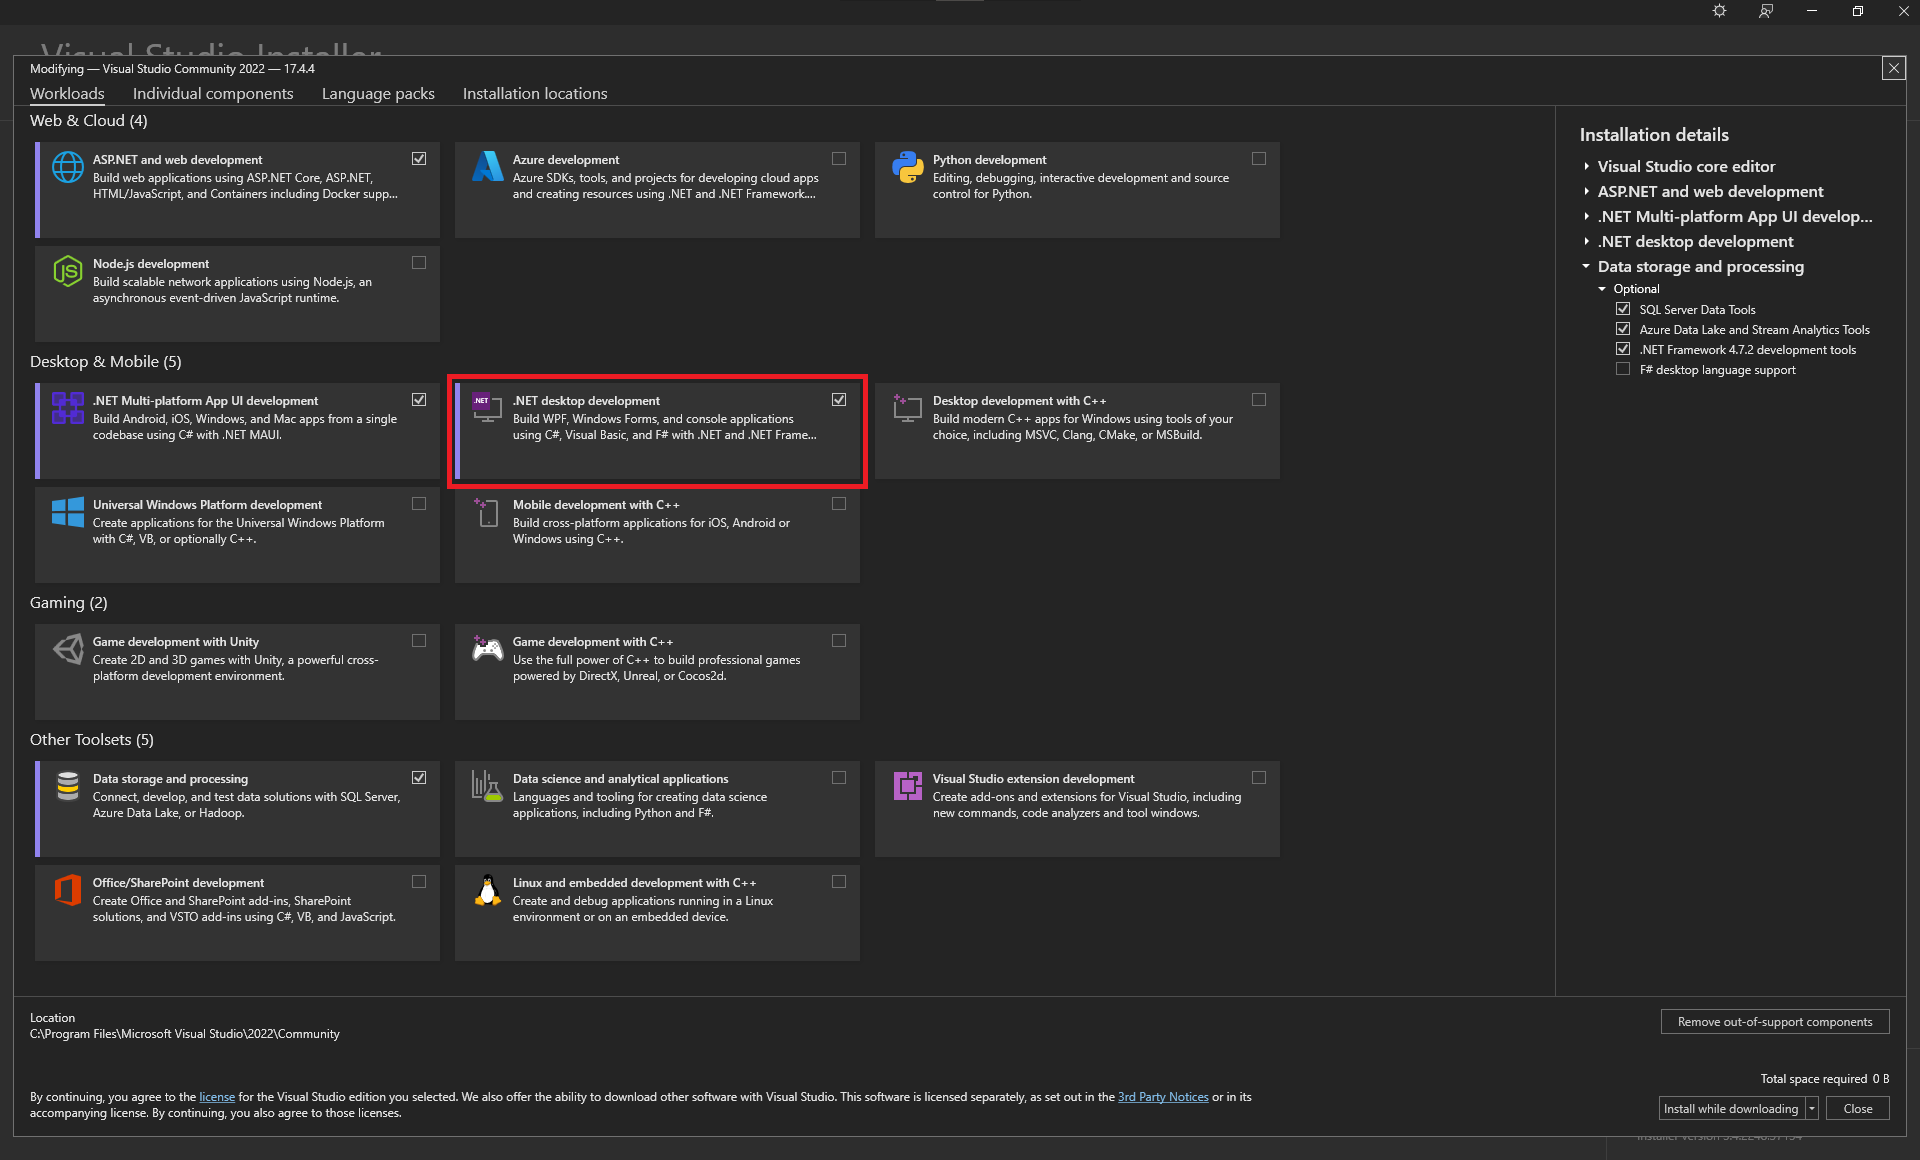 Visual Studio Installer
Modifying — Visual Studio Community 2022 — 17.4.4
Workloads
Individual components
Language packs
Installation locations
Web & Cloud (4)
ASP.NET and web development
Build web applications using ASP.NET Core, ASP.NET,
HTML/JavaScript, and Containers including Docker supp...
Azure development
Azure SDKs, tools, and projects for developing cloud apps
and creating resources using .NET and .NET Framework....
Python development
Editing, debugging, interactive development and source
control for Python.
JS
Node.js development
Build scalable network applications using Node.js, an
asynchronous event-driven JavaScript runtime.
Desktop & Mobile (5)
.NET Multi-platform App UI development
Build Android, iOS, Windows, and Mac apps from a single
codebase using C# with .NET MAUI.
.NET
.NET desktop development
Build WPF, Windows Forms, and console applications
using C#, Visual Basic, and F# with .NET and .NET Frame...
Desktop development with C++
Build modern C++ apps for Windows using tools of your
choice, including MSVC, Clang, CMake, or MSBuild.
Universal Windows Platform development
Create applications for the Universal Windows Platform
with C#, VB, or optionally C++.
Mobile development with C++
Build cross-platform applications for iOS, Android or
Windows using C++.
Gaming (2)
Game development with Unity
Create 2D and 3D games with Unity, a powerful cross-
platform development environment.
Game development with C++
Use the full power of C++ to build professional games
powered by DirectX, Unreal, or Cocos2d.
Other Toolsets (5)
Data storage and processing
Connect, develop, and test data solutions with SQL Server,
Azure Data Lake, or Hadoop.
Data science and analytical applications
Languages and tooling for creating data science
applications, including Python and F#.
Visual Studio extension development
Create add-ons and extensions for Visual Studio, including
new commands, code analyzers and tool windows.
Office/SharePoint development
Create Office and SharePoint add-ins, SharePoint
solutions, and VSTO add-ins using C#, VB, and JavaScript.
Linux and embedded development with C++
Create and debug applications running in a Linux
environment or on an embedded device.
Installation details
Visual Studio core editor
ASP.NET and web development
.NET Multi-platform App UI develop...
.NET desktop development
Data storage and processing
Optional
SQL Server Data Tools
Azure Data Lake and Stream Analytics Tools
.NET Framework 4.7.2 development tools
F# desktop language support
Location
C:\Program Files\Microsoft Visual Studio\2022\Community
Remove out-of-support components
Total space required 0 B
By continuing, you agree to the license for the Visual Studio edition you selected. We also offer the ability to download other software with Visual Studio. This software is licensed separately, as set out in the 3rd Party Notices or in its
accompanying license. By continuing, you also agree to those licenses.
Install while downloading
Close
Installer version